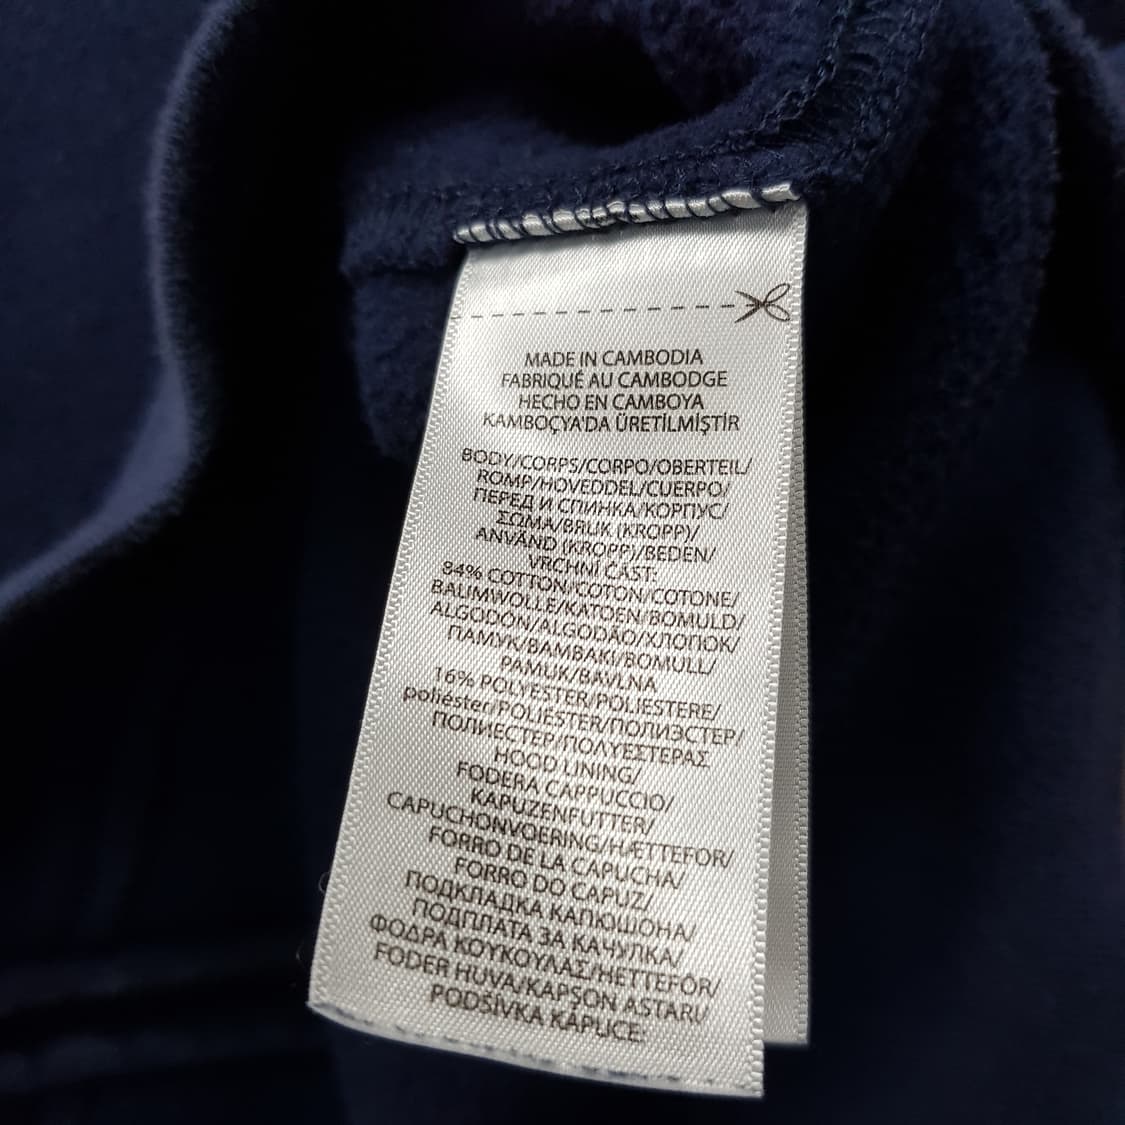 MADE IN CAMBODIA
FABRIQUÉ AU CAMBODGE
HECHO EN CAMBOYA
KAMBOÇYA'DA ÜRETİLMİŞTİR
BODY/CORPS/CORPO/OBERTEIL/
ROMP/HOVEDDEL/CUERPO/
ПЕРЕД И СПИНКА/КОРПУС/
ΣΩΜΑ/BRUK (KROPP)/
ANVÄND (KROPP)/BEDEN/
VRCHNÍ ČÁST:
84% COTTON/COTON/COTONE/
BAUMWOLLE/KATOEN/BOMULD/
ALGODÓN/ALGODÃO/ХЛОПОК/
ПАМУК/ΒΑΜΒΑΚΙ/BOMULL/
PAMUK/BAVLNA
16% POLYESTER/POLIESTERE/
poliéster/POLIESTER/ПОЛИЭСТЕР/
ПОЛИЕСТЕР/ΠΟΛΥΕΣΤΕΡΑΣ
HOOD LINING/
FODERA CAPPUCCIO/
KAPUZENFUTTER/
CAPUCHONVOERING/HÆTTEFOR/
FORRO DE LA CAPUCHA/
FORRO DO CAPUZ/
ПОДКЛАДКА КАПЮШОНА/
ПОДПЛАТА ЗА КАЧУЛКА/
ΦΟΔΡΑ ΚΟΥΚΟΥΛΑΣ/HETTEFÔR/
FODER HUVA/KAPŞON ASTARI/
PODŠÍVKA KÁPUCE: